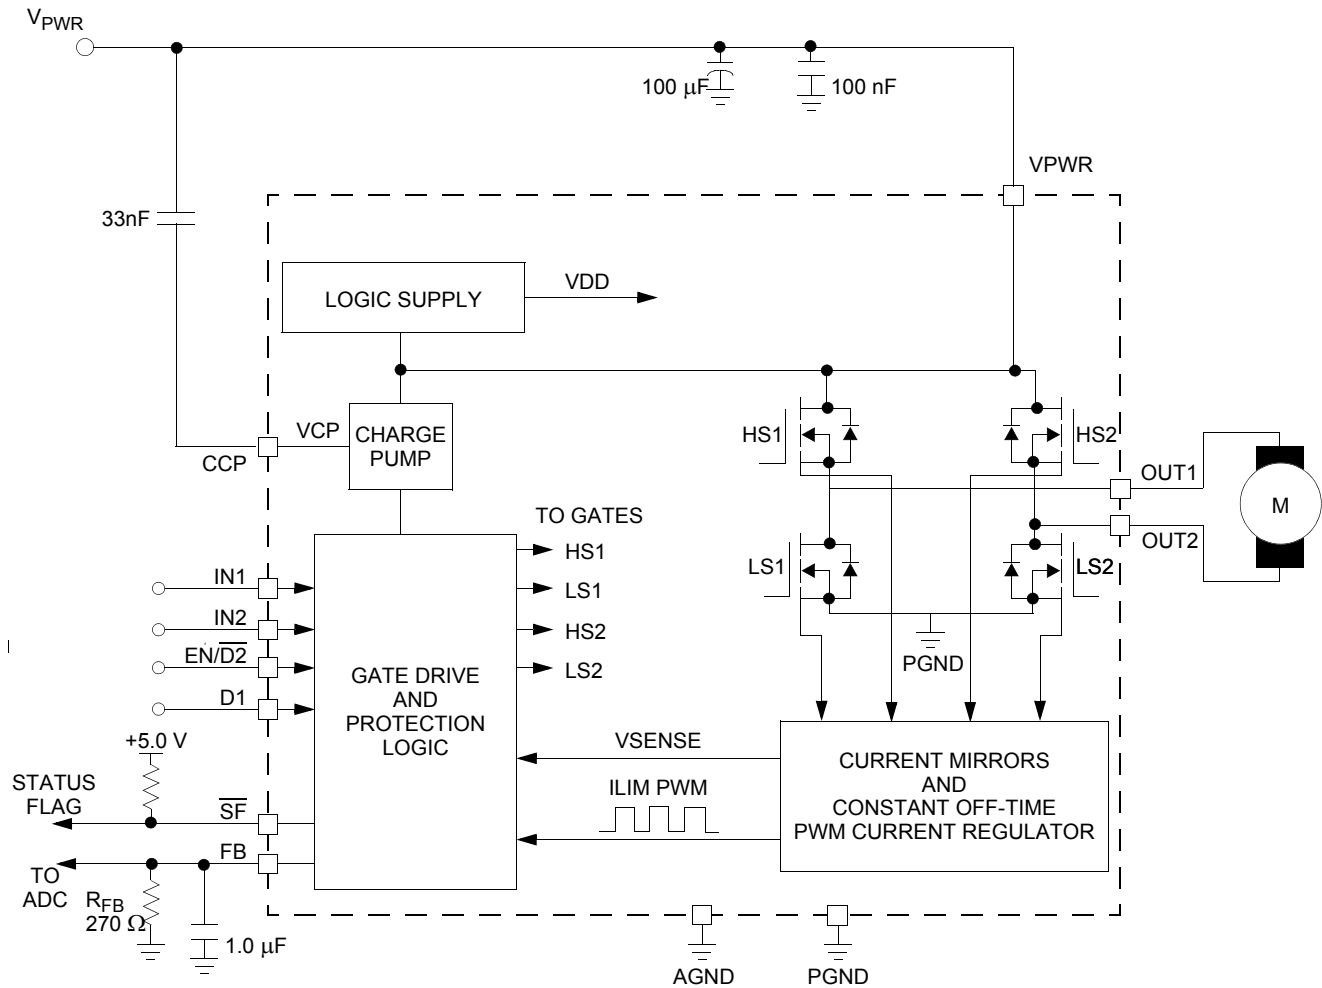 VPWR
100 µF
100 nF
VPWR
33nF
LOGIC SUPPLY
VDD
VCP
CCP
CHARGE
PUMP
HS1
HS2
OUT1
M
OUT2
TO GATES
HS1
LS1
HS2
LS2
LS1
LS2
PGND
IN1
IN2
EN/D2
D1
GATE DRIVE
AND
PROTECTION
LOGIC
+5.0 V
STATUS
FLAG
SF
FB
TO
ADC
RFB
270 Ω
1.0 µF
VSENSE
ILIM PWM
CURRENT MIRRORS
AND
CONSTANT OFF-TIME
PWM CURRENT REGULATOR
AGND
PGND